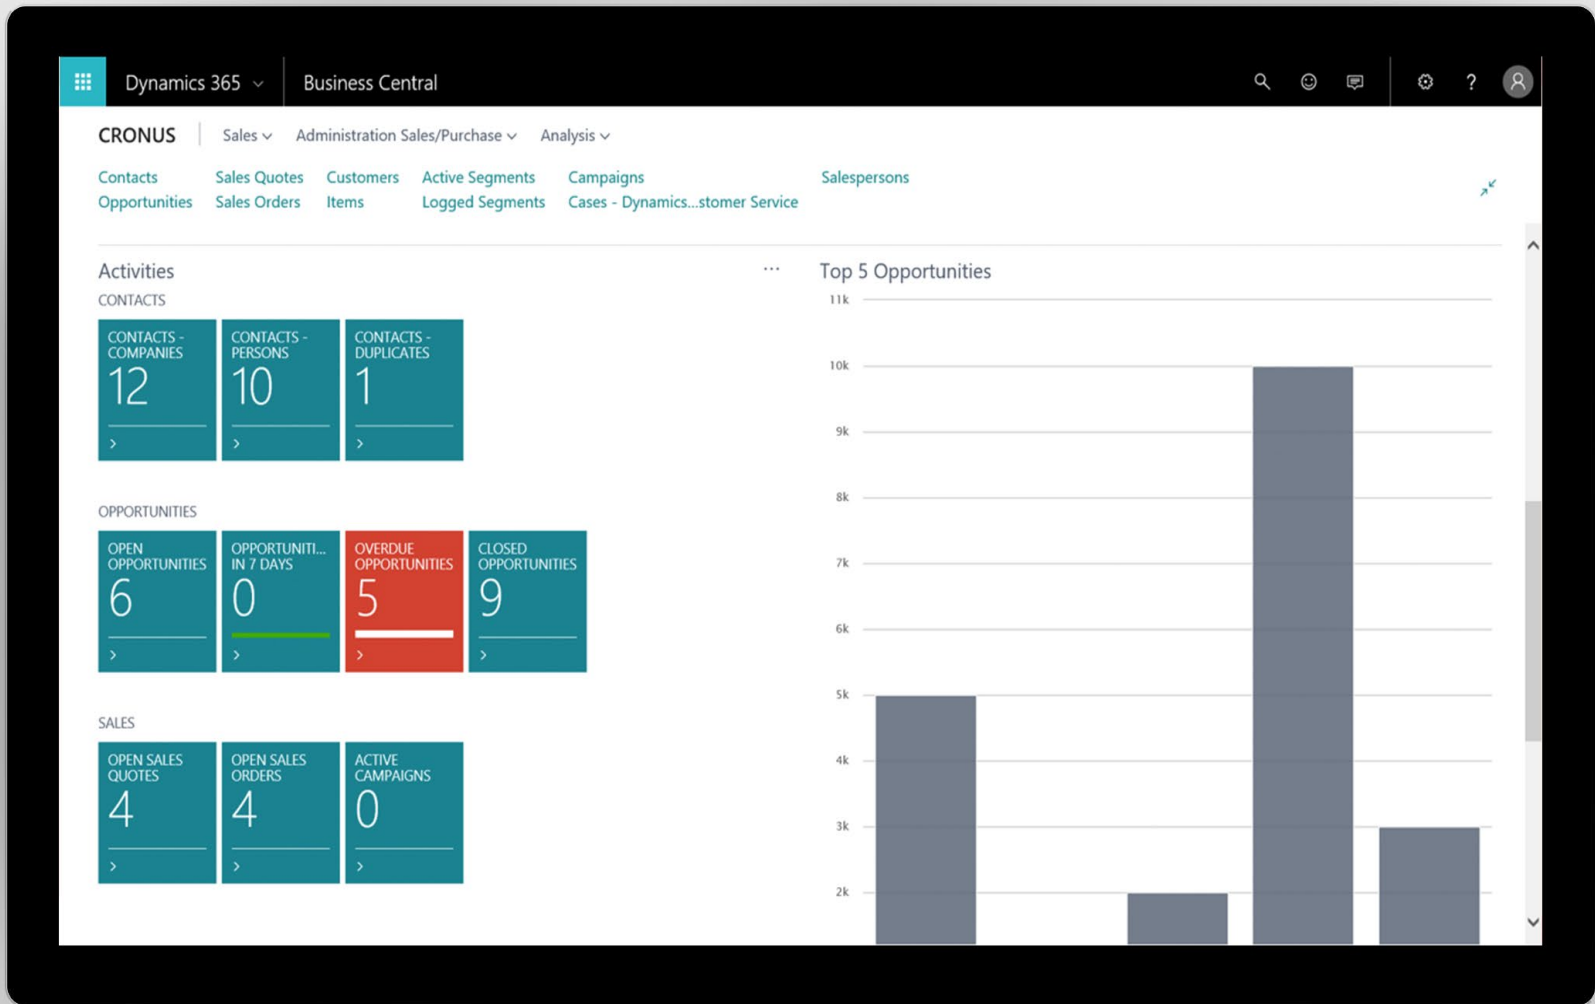 Dynamics 365 Business Central ?
CRONUS Sales Administration Sales/Purchase Analysis
Contacts Sales Quotes Customers Active Segments Campaigns Salespersons
Opportunities Sales Orders Items Logged Segments Cases - Dynamics...stomer Service
Activities ...
CONTACTS
CONTACTS -
COMPANIES
12
CONTACTS -
PERSONS
10
CONTACTS -
DUPLICATES
1
OPPORTUNITIES
OPEN
OPPORTUNITIES
6
OPPORTUNITI...
IN 7 DAYS
0
OVERDUE
OPPORTUNITIES
5
CLOSED
OPPORTUNITIES
9
SALES
OPEN SALES
QUOTES
4
OPEN SALES
ORDERS
4
ACTIVE
CAMPAIGNS
0
Top 5 Opportunities
11k
10k
9k
8k
7k
6k
5k
4k
3k
2k